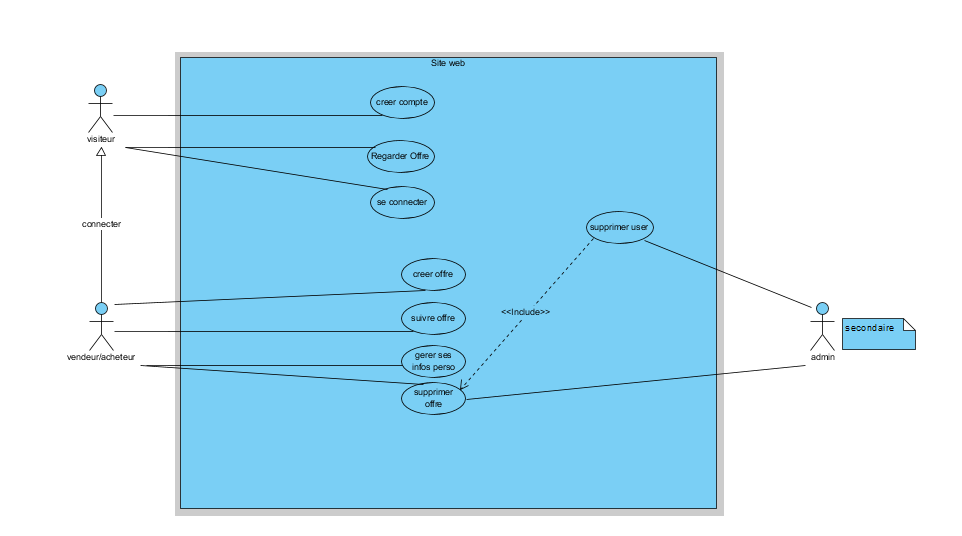 Site web
creer compte
visiteur
Regarder Offre
se connecter
supprimer user
connecter
creer offre
<<Include>>
suivre offre
secondaire
vendeur/acheteur
admin
gerer ses
infos perso
supprimer
offre